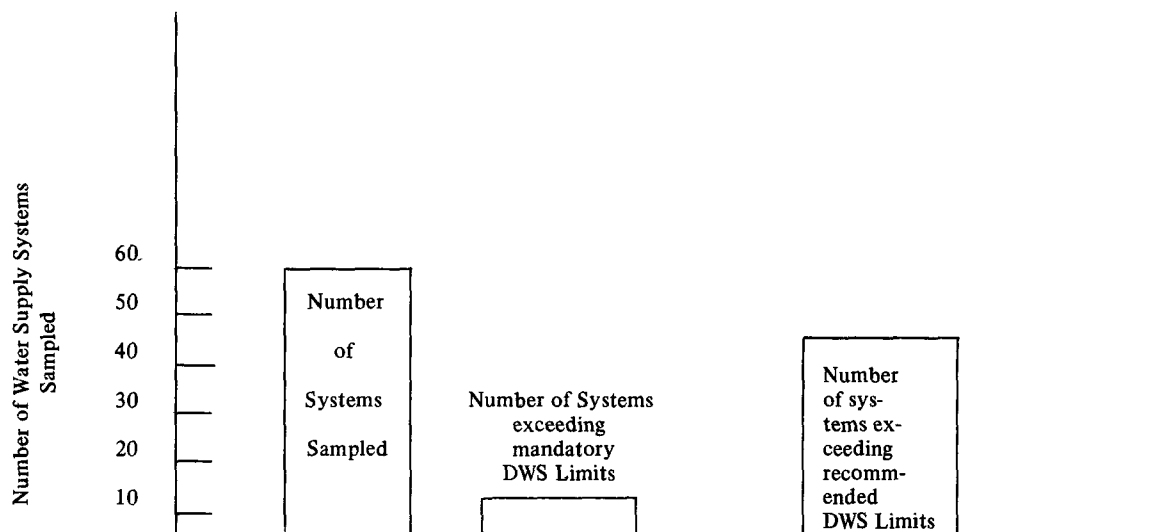 Number of Water Supply Systems
Sampled
60
50
40
30
20
10
Number
of
Systems
Sampled
Number of Systems
exceeding
mandatory
DWS Limits
Number
of sys-
tems ex-
ceeding
recomm-
ended
DWS Limits